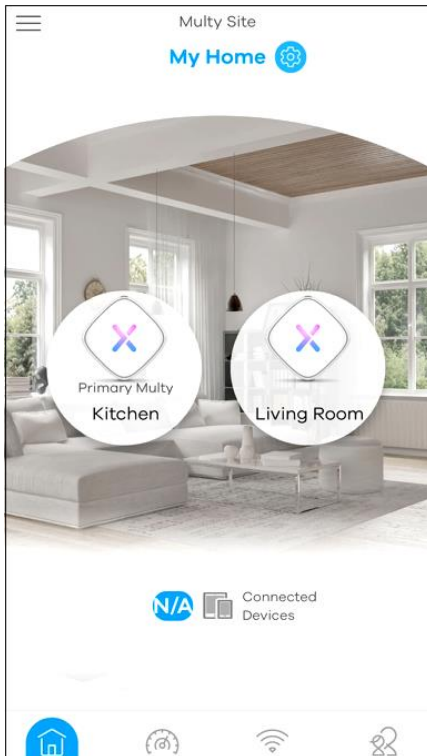 Multy Site
My Home
Primary Multy
Kitchen
Living Room
N/A
Connected
Devices